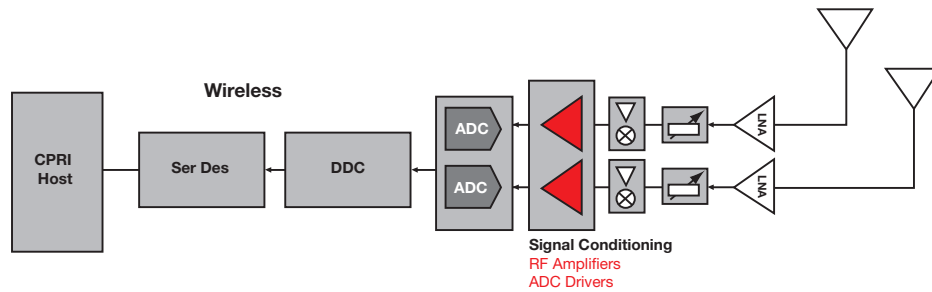 Wireless
CPRI
Host
Ser Des
DDC
ADC
ADC
LNA
LNA
Signal Conditioning
RF Amplifiers
ADC Drivers